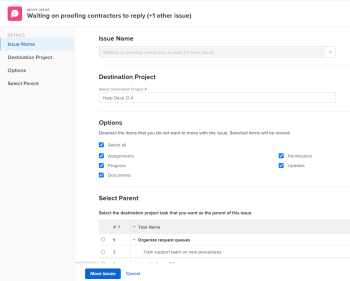 MOVE ISSUE
Waiting on proofing contractors to reply (+1 other issue)
DETAILS
Issue Name
Destination Project
Options
Select Parent
Issue Name
Waiting on proofing contractors to reply (+1 other issue)
Destination Project
Select Destination Project
Help Desk 21.4
Options
Deselect the items that you do not want to move with the issue. Selected items will be moved.
Select all
Assignments
Permissions
Progress
Updates
Documents
Select Parent
Select the destination project task that you want as the parent of this issue.
# Task Name
1 Organize request queues
2 Train support team on new procedures
Move Issues
Cancel